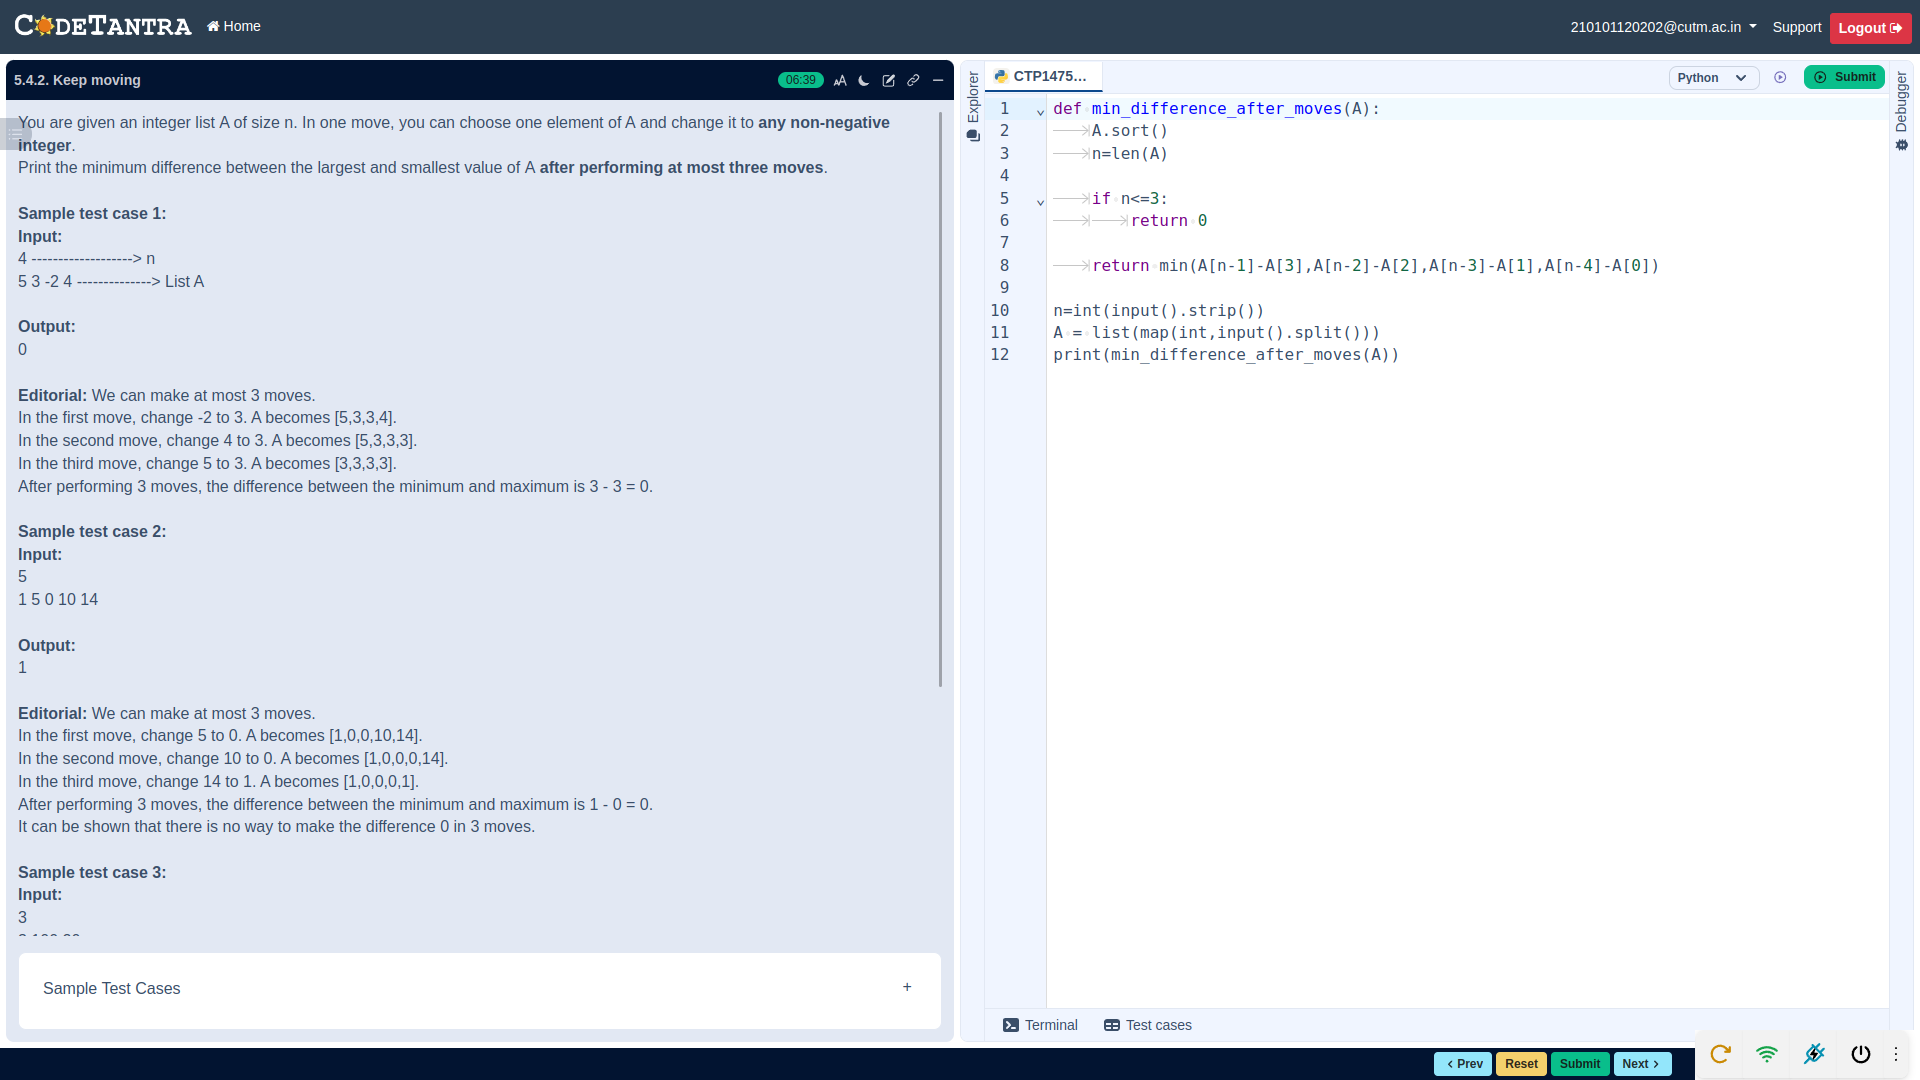 CODETANTRA
Home
210101120202@cutm.ac.in
Support
Logout
5.4.2. Keep moving
06:39
You are given an integer list A of size n. In one move, you can choose one element of A and change it to any non-negative
integer.
Print the minimum difference between the largest and smallest value of A after performing at most three moves.
Sample test case 1:
Input:
4 -------------------> n
5 3 -2 4 --------------> List A
Output:
0
Editorial: We can make at most 3 moves.
In the first move, change -2 to 3. A becomes [5,3,3,4].
In the second move, change 4 to 3. A becomes [5,3,3,3].
In the third move, change 5 to 3. A becomes [3,3,3,3].
After performing 3 moves, the difference between the minimum and maximum is 3 - 3 = 0.
Sample test case 2:
Input:
5
1 5 0 10 14
Output:
1
Editorial: We can make at most 3 moves.
In the first move, change 5 to 0. A becomes [1,0,0,10,14].
In the second move, change 10 to 0. A becomes [1,0,0,0,14].
In the third move, change 14 to 1. A becomes [1,0,0,0,1].
After performing 3 moves, the difference between the minimum and maximum is 1 - 0 = 0.
It can be shown that there is no way to make the difference 0 in 3 moves.
Sample test case 3:
Input:
3
Sample Test Cases
+
Explorer
CTP1475...
Python
Submit
Debugger
1 def min_difference_after_moves(A):
2 A.sort()
3 n=len(A)
4
5 if n<=3:
6 return 0
7
8 return min(A[n-1]-A[3],A[n-2]-A[2],A[n-3]-A[1],A[n-4]-A[0])
9
10 n=int(input().strip())
11 A = list(map(int,input().split()))
12 print(min_difference_after_moves(A))
Terminal
Test cases
< Prev
Reset
Submit
Next >